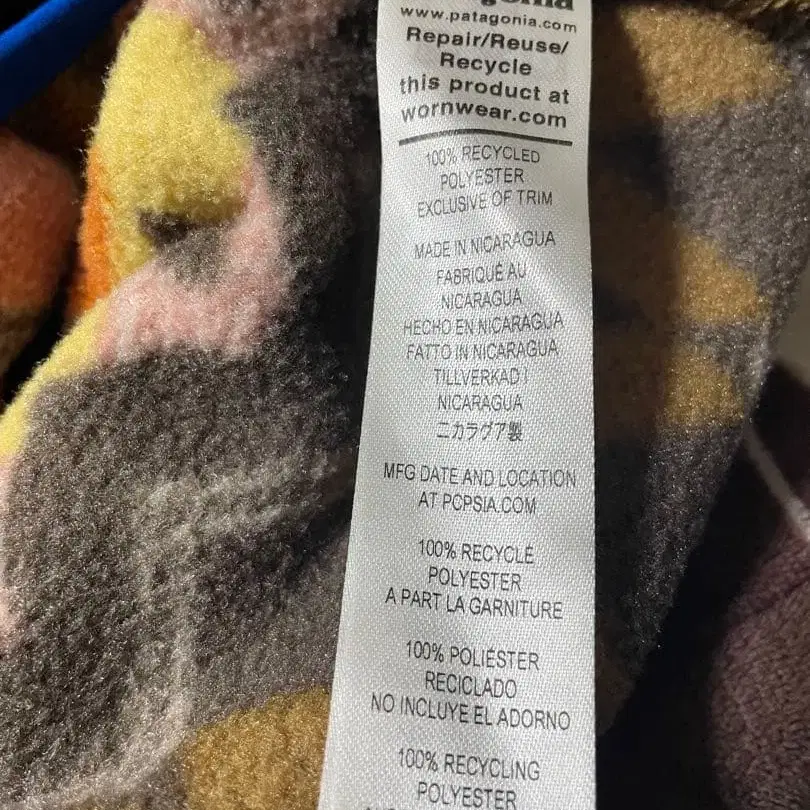 www.patagonia.com
Repair/Reuse/
Recycle
this product at
wornwear.com
100% RECYCLED
POLYESTER
EXCLUSIVE OF TRIM
MADE IN NICARAGUA
FABRIQUÉ AU
NICARAGUA
HECHO EN NICARAGUA
FATTO IN NICARAGUA
TILLVERKAD I
NICARAGUA
ニカラグア製
MFG DATE AND LOCATION
AT PCPSIA.COM
100% RECYCLÉ
POLYESTER
A PART LA GARNITURE
100% POLIÉSTER
RECICLADO
NO INCLUYE EL ADORNO
100% RECYCLING
POLYESTER